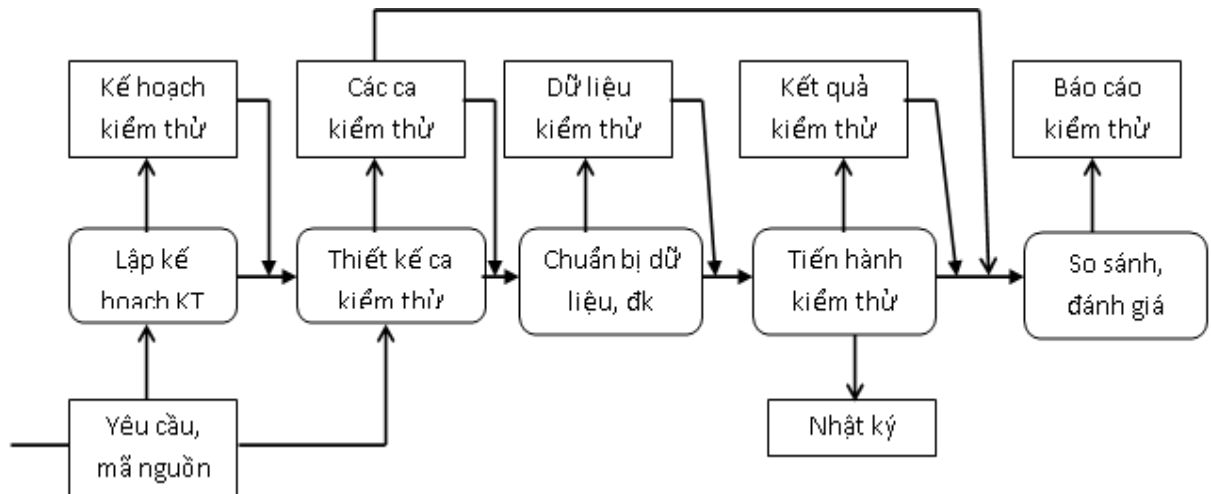 Kế hoạch
kiểm thử
Các ca
kiểm thử
Dữ liệu
kiểm thử
Kết quả
kiểm thử
Báo cáo
kiểm thử
Lập kế
hoạch KT
Thiết kế ca
kiểm thử
Chuẩn bị dữ
liệu, đk
Tiến hành
kiểm thử
So sánh,
đánh giá
Yêu cầu,
mã nguồn
Nhật ký